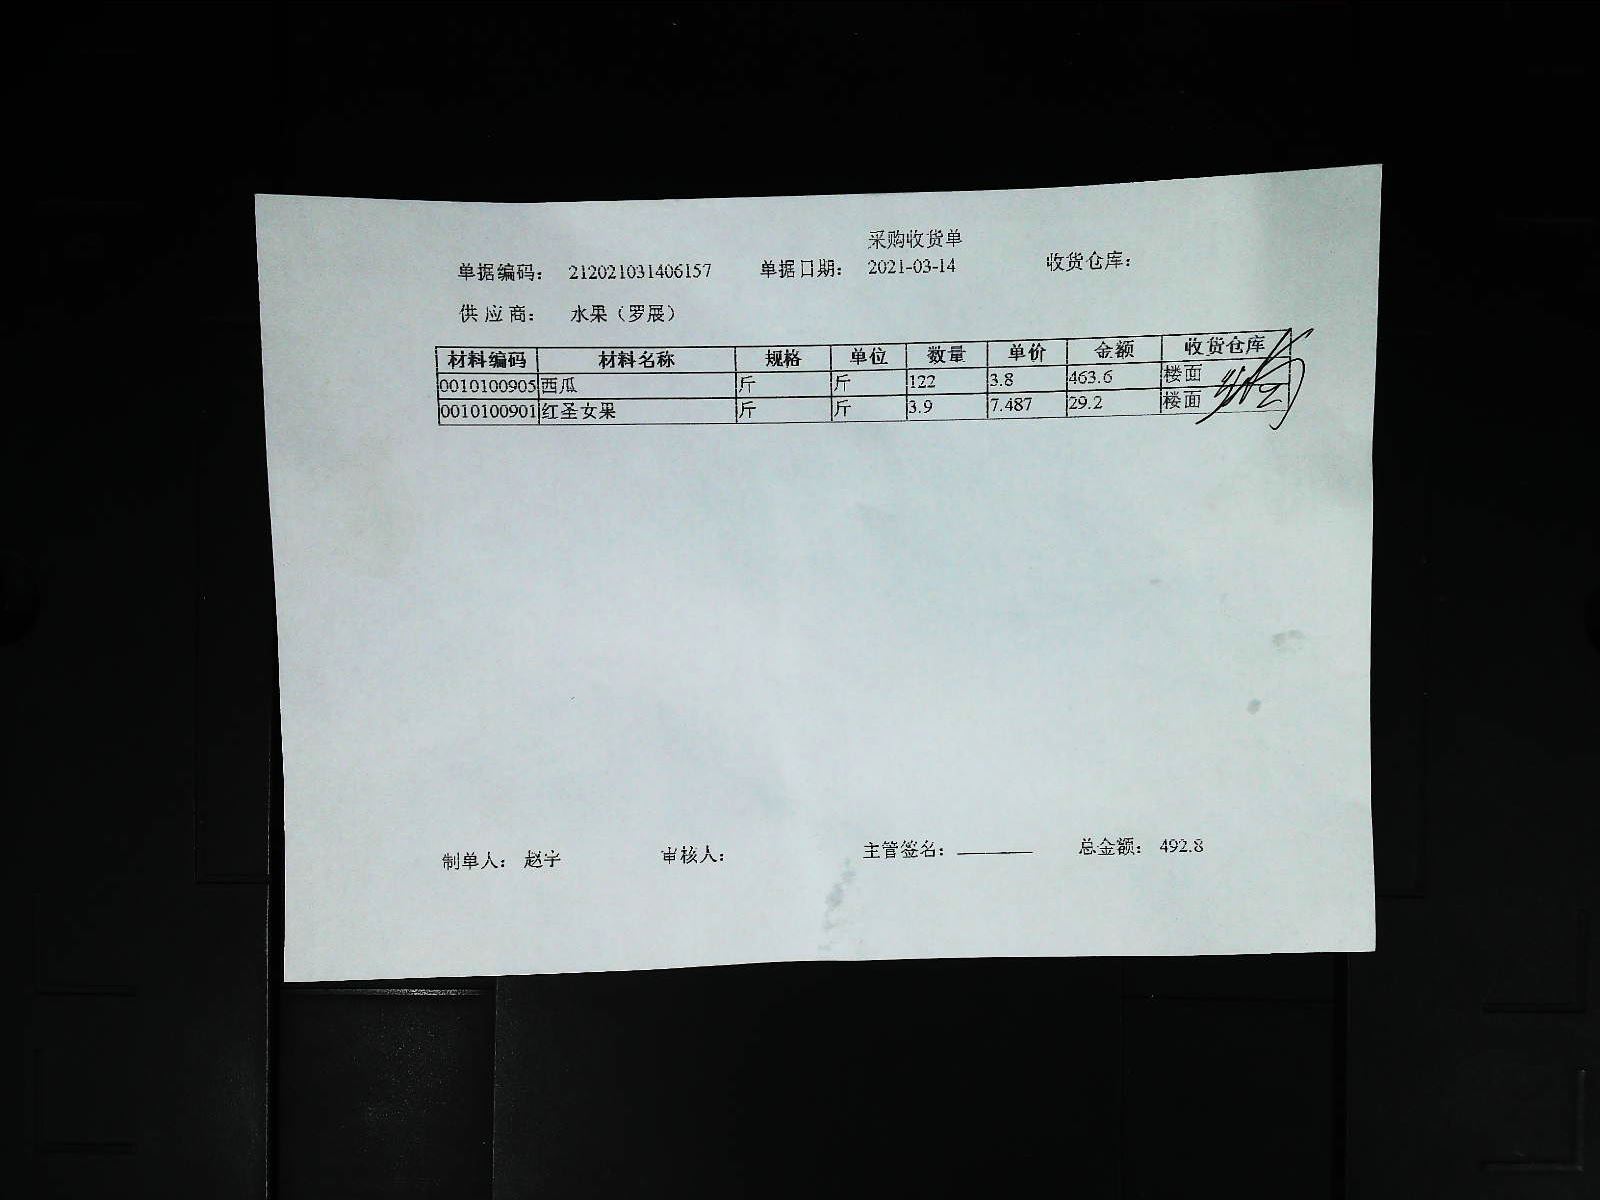 采购收货单
单据编码: 212021031406157 单据日期: 2021-03-14 收货仓库:
供应商: 水果（罗展）
材料编码 材料名称 规格 单位 数量 单价 金额 收货仓库
0010100905 西瓜 斤 斤 122 3.8 463.6 楼面
0010100901 红圣女果 斤 斤 3.9 7.487 29.2 楼面
制单人: 赵宇 审核人: 主管签名: 总金额: 492.8